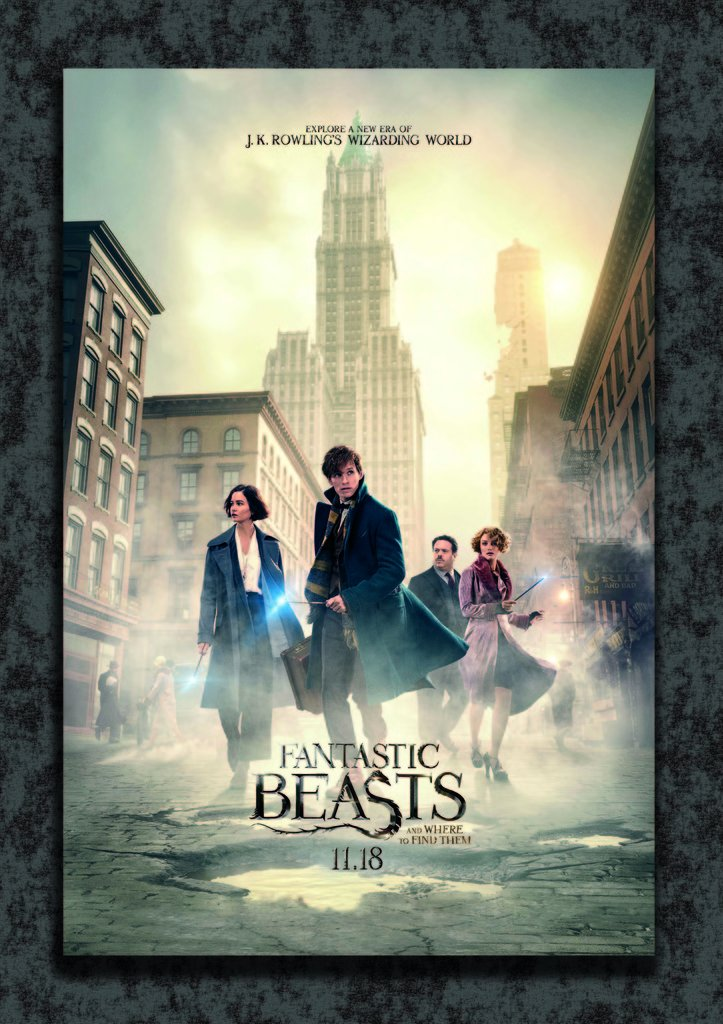 EXPLORE A NEW ERA OF
J.K. ROWLING'S WIZARDING WORLD
FANTASTIC
BEASTS
AND WHERE
TO FIND THEM
11.18